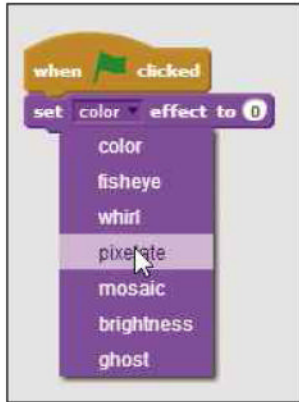 when clicked
set color effect to 0
color
fisheye
whirl
pixelate
mosaic
brightness
ghost